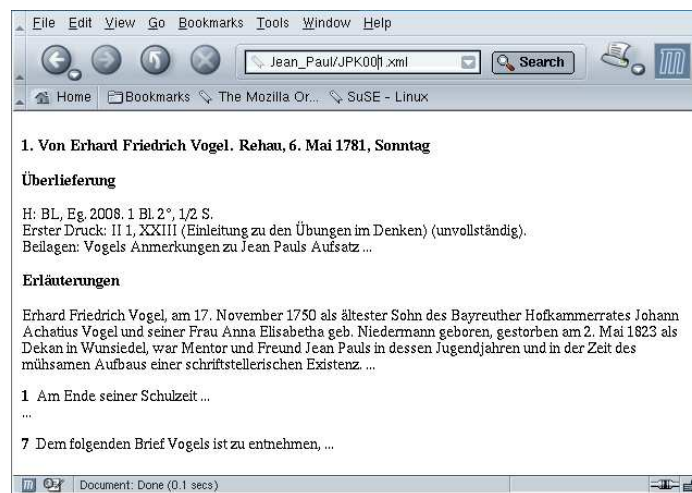 File Edit View Go Bookmarks Tools Window Help
Jean_Paul/JPK001.xml Search
Home Bookmarks The Mozilla Or... SuSE - Linux
1. Von Erhard Friedrich Vogel. Rehau, 6. Mai 1781, Sonntag
Überlieferung
H: BL, Eg. 2008. 1 Bl. 2°, 1/2 S.
Erster Druck: II 1, XXIII (Einleitung zu den Übungen im Denken) (unvollständig).
Beilagen: Vogels Anmerkungen zu Jean Pauls Aufsatz ...
Erläuterungen
Erhard Friedrich Vogel, am 17. November 1750 als ältester Sohn des Bayreuther Hofkammerrates Johann
Achatius Vogel und seiner Frau Anna Elisabetha geb. Niedermann geboren, gestorben am 2. Mai 1823 als
Dekan in Wunsiedel, war Mentor und Freund Jean Pauls in dessen Jugendjahren und in der Zeit des
mühsamen Aufbaus einer schriftstellerischen Existenz. ...
1 Am Ende seiner Schulzeit ...
...
7 Dem folgenden Brief Vogels ist zu entnehmen, ...
Document: Done (0.1 secs)